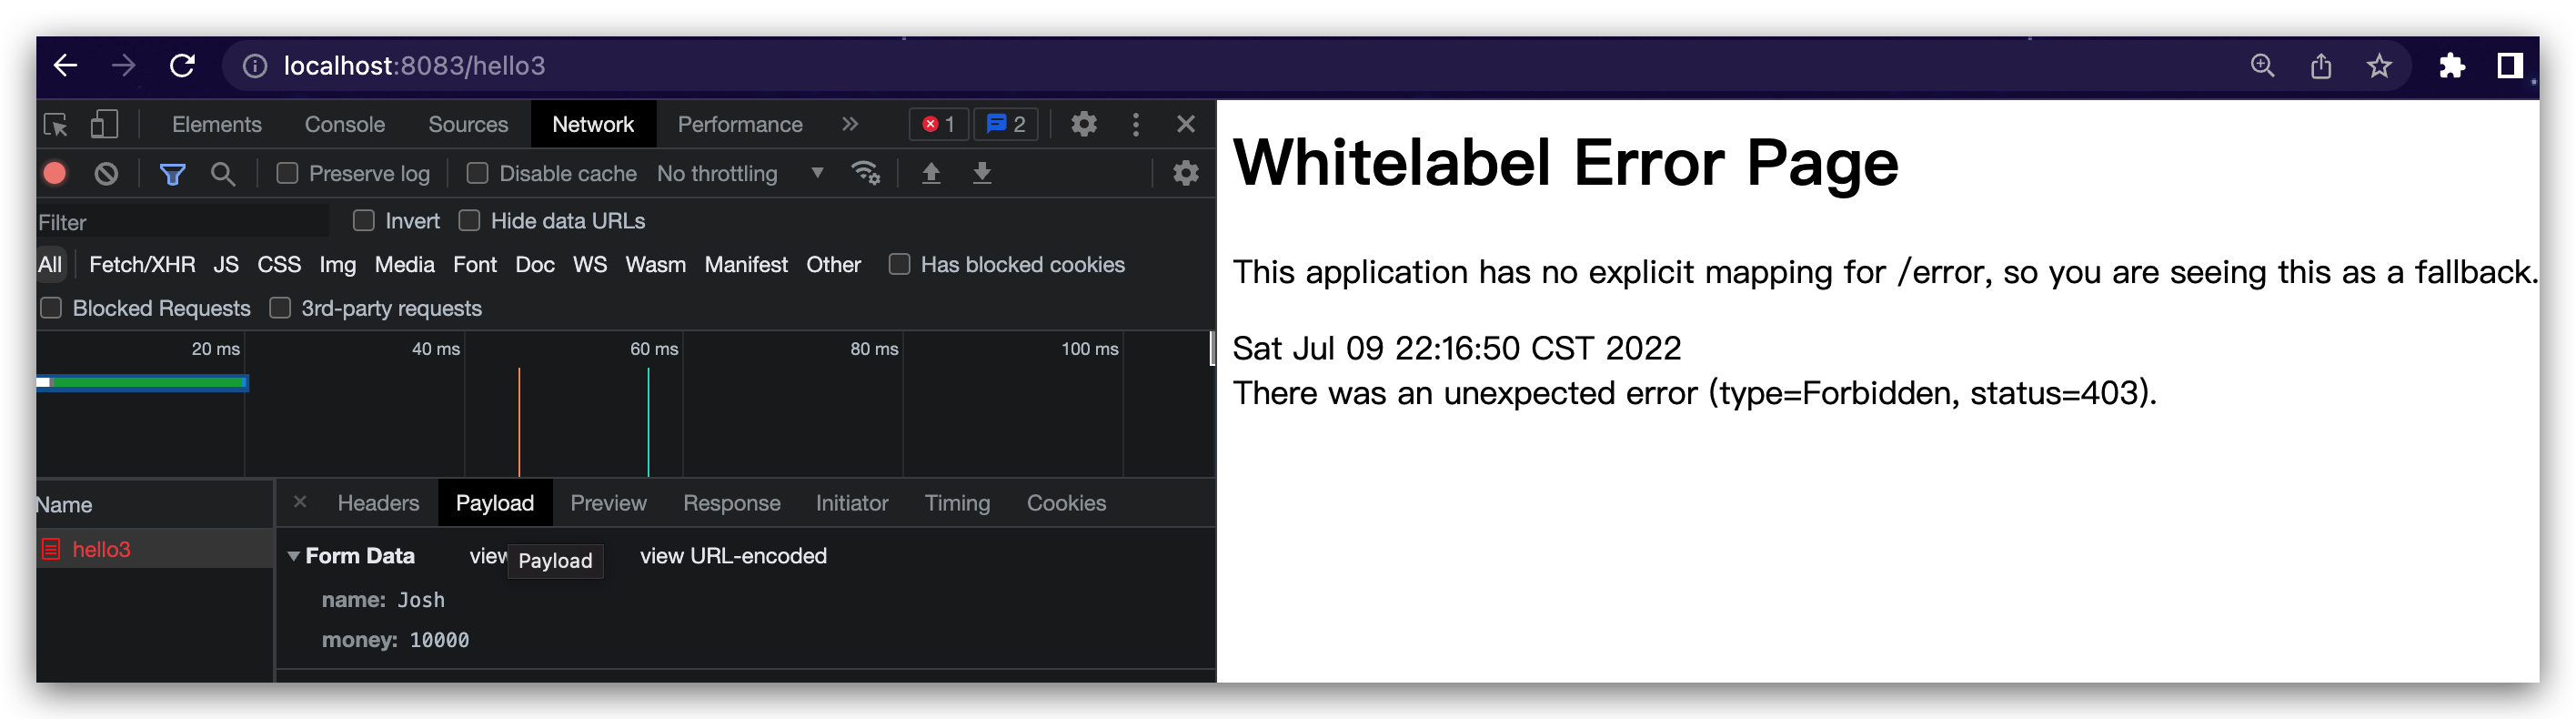 localhost:8083/hello3
Elements Console Sources Network Performance 1 2
Preserve log Disable cache No throttling
Filter Invert Hide data URLs
All Fetch/XHR JS CSS Img Media Font Doc WS Wasm Manifest Other Has blocked cookies
Blocked Requests 3rd-party requests
20 ms 40 ms 60 ms 80 ms 100 ms
Name
hello3
Headers Payload Preview Response Initiator Timing Cookies
Form Data view Payload view URL-encoded
name: Josh
money: 10000
Whitelabel Error Page
This application has no explicit mapping for /error, so you are seeing this as a fallback.
Sat Jul 09 22:16:50 CST 2022
There was an unexpected error (type=Forbidden, status=403).